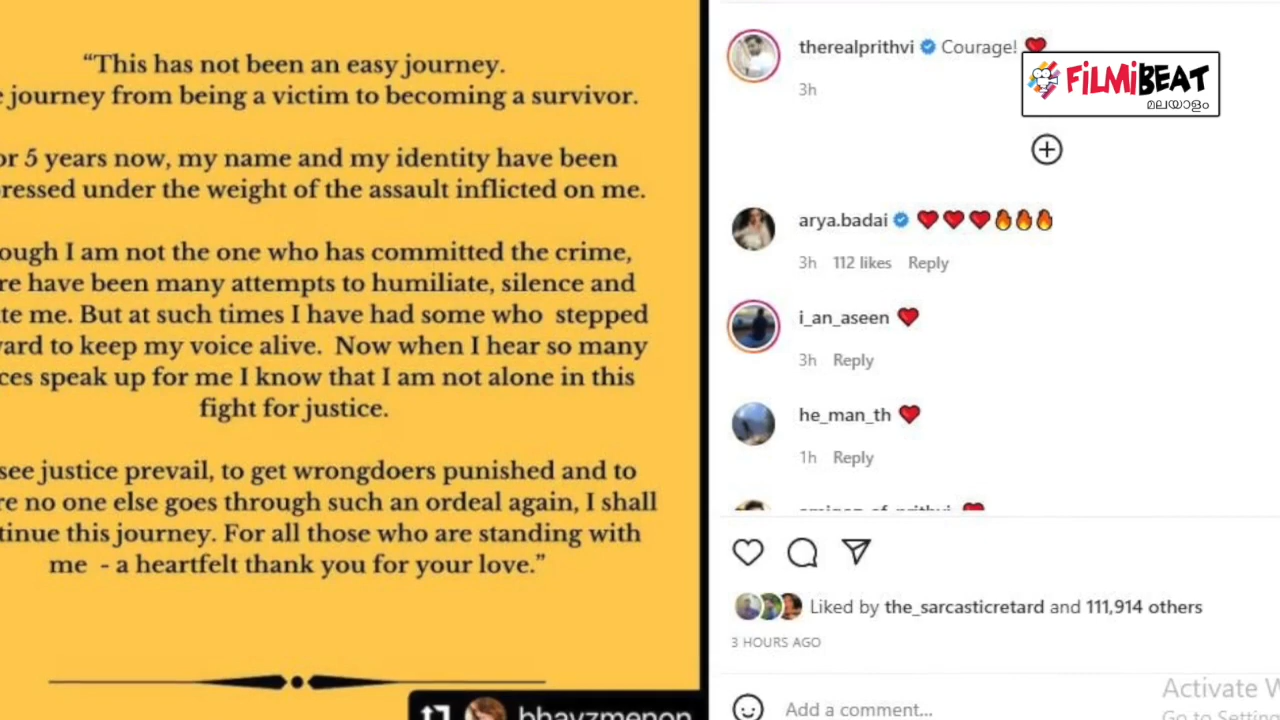 “This has not been an easy journey.
journey from being a victim to becoming a survivor.
5 years now, my name and my identity have been
under the weight of the assault inflicted on me.
I am not the one who has committed the crime,
have been many attempts to humiliate, silence and
me. But at such times I have had some who stepped
to keep my voice alive. Now when I hear so many
speak up for me I know that I am not alone in this
fight for justice.
see justice prevail, to get wrongdoers punished and to
no one else goes through such an ordeal again, I shall
this journey. For all those who are standing with
me - a heartfelt thank you for your love.”
bhavzmenon
therealprithvi Courage!
3h
FiLMiBEAT
മലയാളം
arya.badai
3h 112 likes Reply
i_an_aseen
3h Reply
he_man_th
1h Reply
Liked by the_sarcasticretard and 111,914 others
3 HOURS AGO
Add a comment...
Activate
Go to